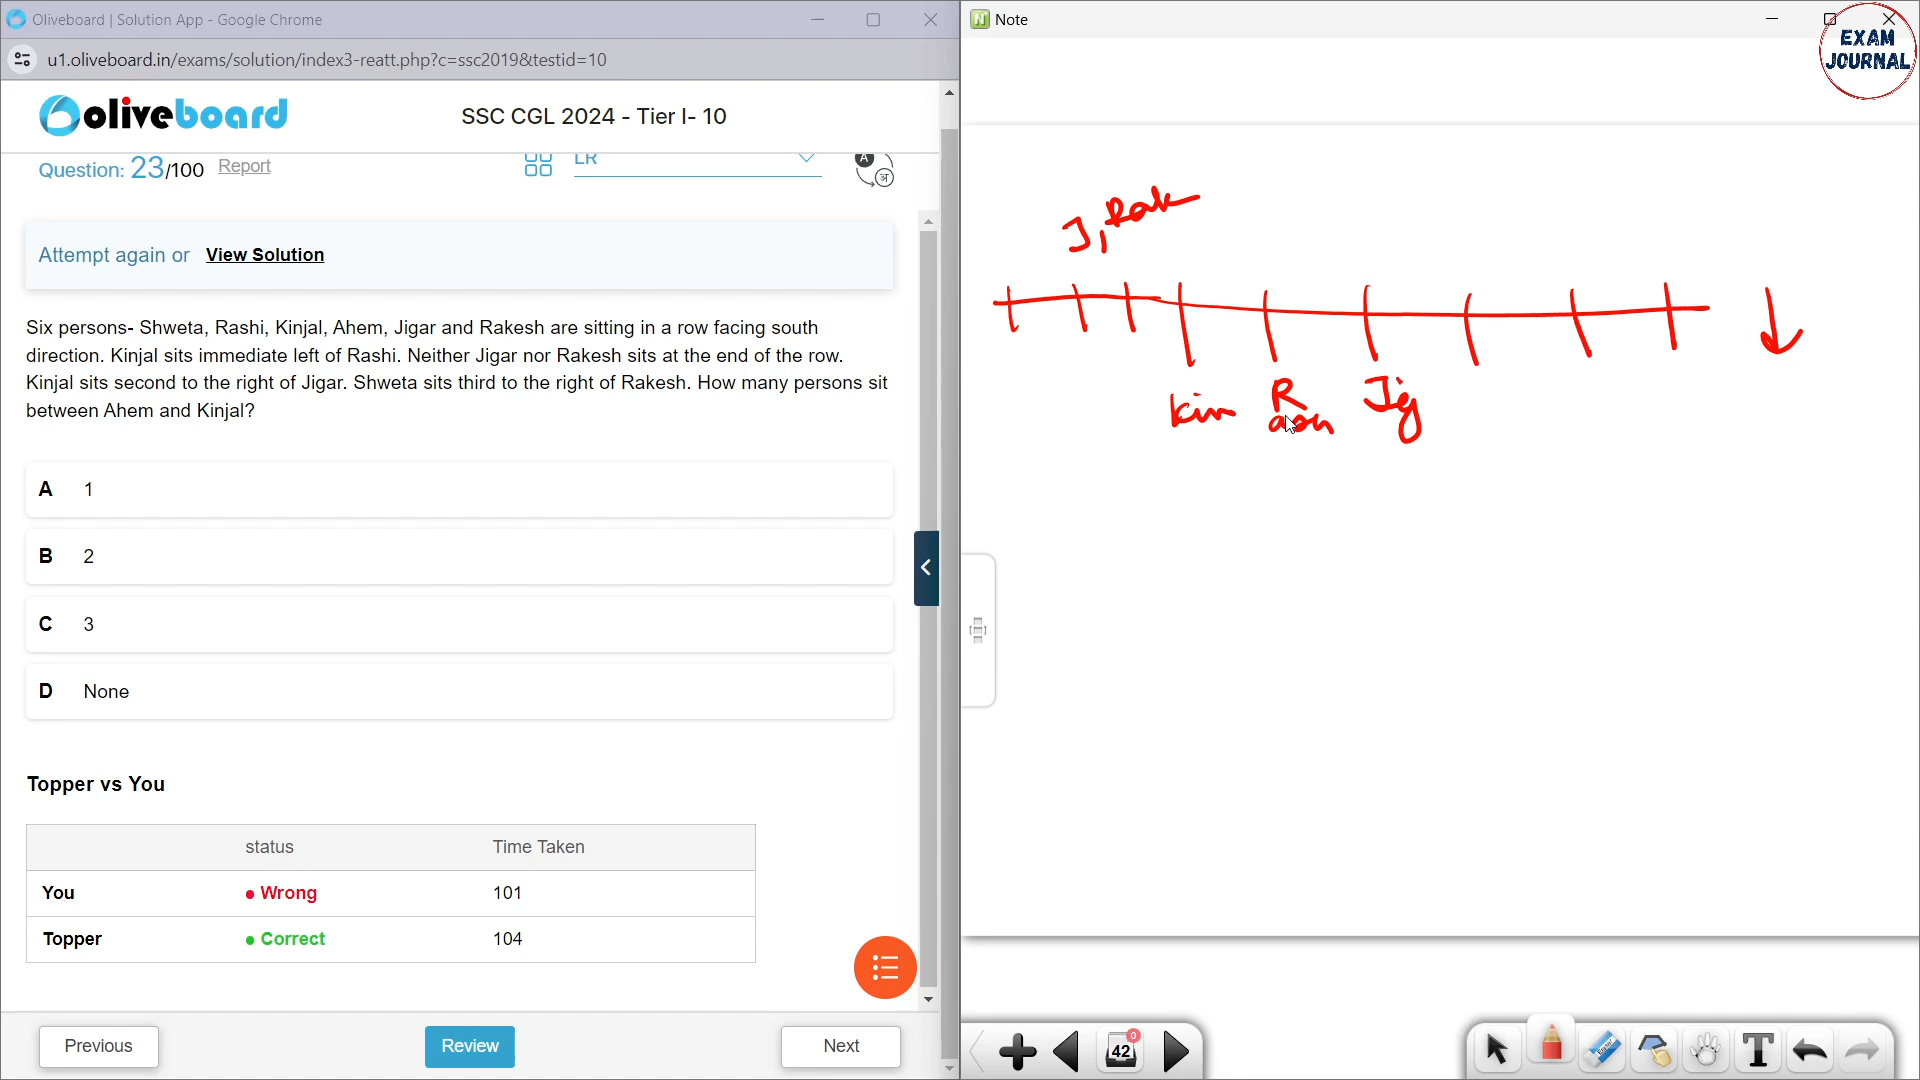 Oliveboard | Solution App - Google Chrome
u1.oliveboard.in/exams/solution/index3-reatt.php?c=ssc2019&testid=10
oliveboard
SSC CGL 2024 - Tier I- 10
Question: 23/100 Report
LR
A
अ
Attempt again or View Solution
Six persons- Shweta, Rashi, Kinjal, Ahem, Jigar and Rakesh are sitting in a row facing south
direction. Kinjal sits immediate left of Rashi. Neither Jigar nor Rakesh sits at the end of the row.
Kinjal sits second to the right of Jigar. Shweta sits third to the right of Rakesh. How many persons sit
between Ahem and Kinjal?
A 1
B 2
C 3
D None
Topper vs You
status Time Taken
You Wrong 101
Topper Correct 104
Previous
Review
Next
N Note
EXAM
JOURNAL
J, Rak
Kin R Jig
42
0
T